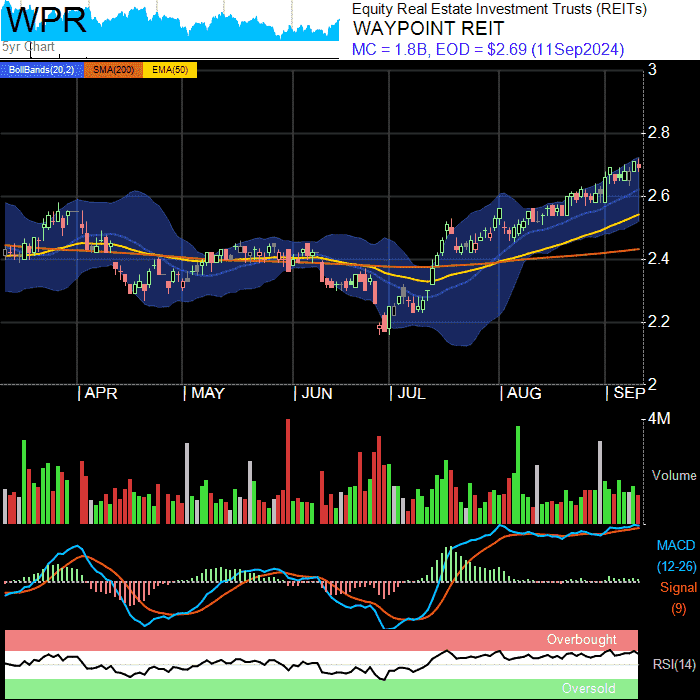 WPR
5yr Chart
Equity Real Estate Investment Trusts (REITs)
WAYPOINT REIT
MC = 1.8B, EOD = $2.69 (11Sep2024)
BollBands(20,2) SMA(200) EMA(50)
3
2.8
2.6
2.4
2.2
2
| APR | MAY | JUN | JUL | AUG | SEP
4M
Volume
MACD
(12-26)
Signal
(9)
Overbought
RSI(14)
Oversold